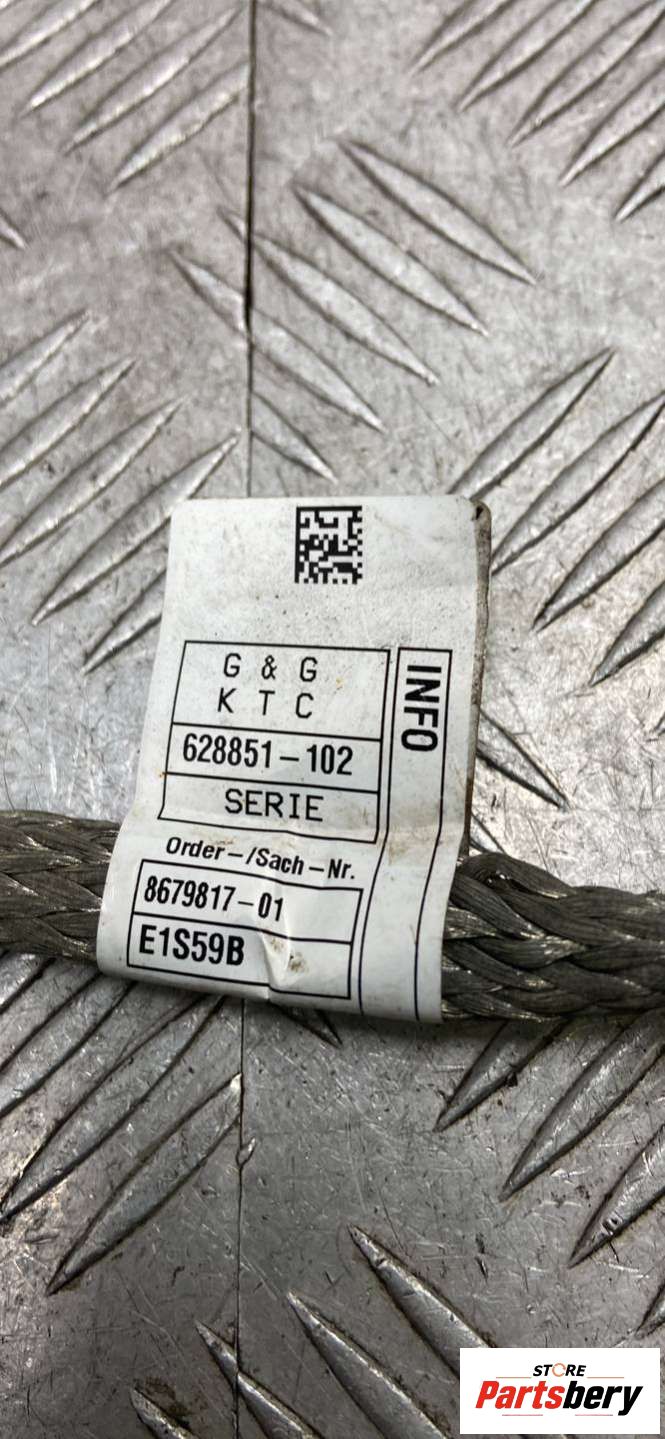 G & G
K T C
628851-102
SERIE
INFO
Order-/Sach-Nr.
8679817-01
E1S59B
STORE
Partsbery